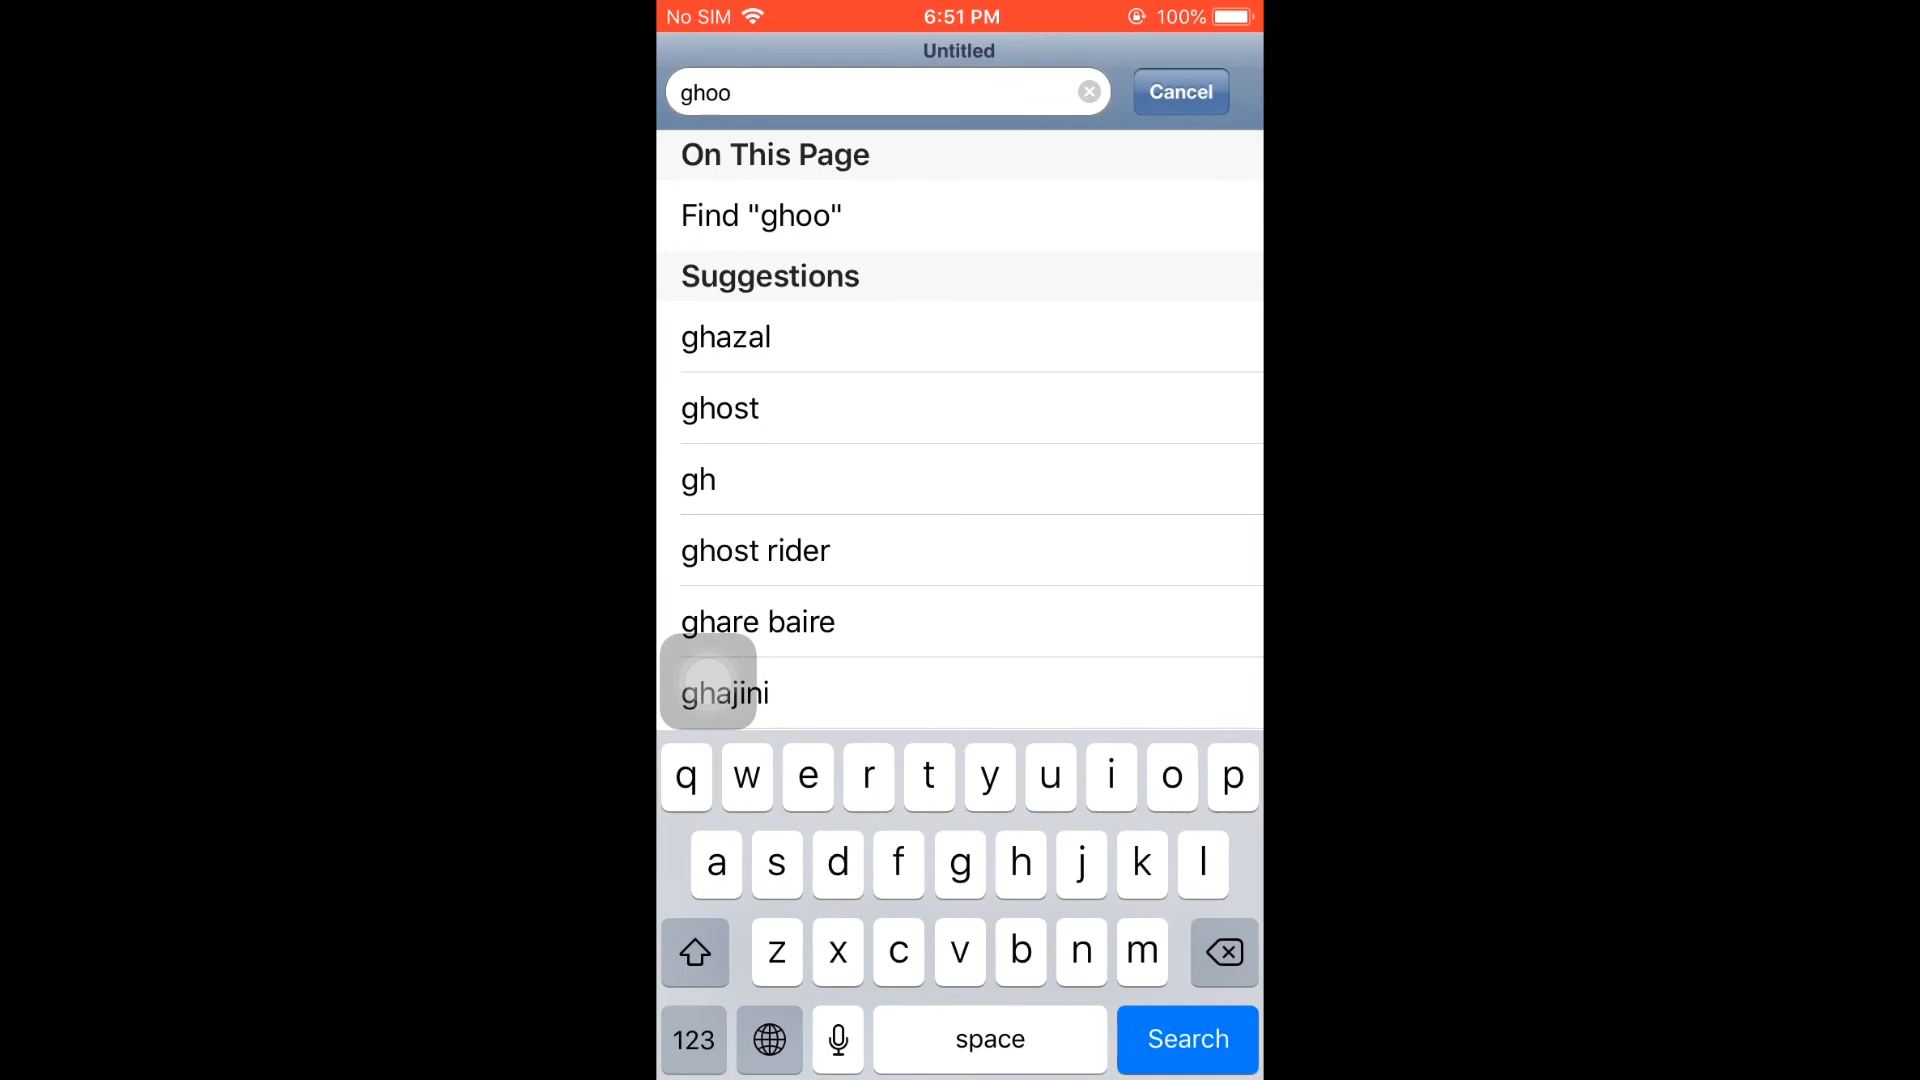 No SIM 6:51 PM 100%
Untitled
ghoo Cancel
On This Page
Find "ghoo"
Suggestions
ghazal
ghost
gh
ghost rider
ghare baire
ghajini
q w e r t y u i o p
a s d f g h j k l
z x c v b n m
123 space Search